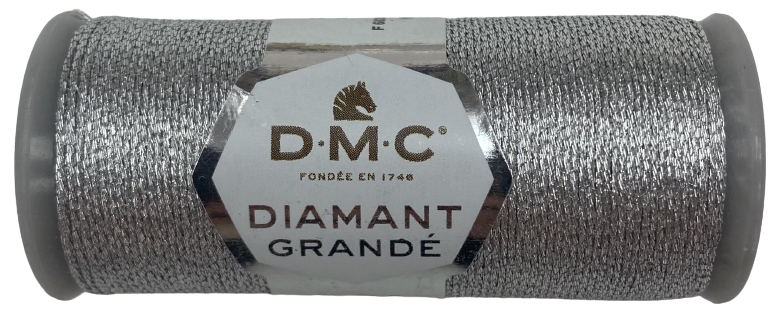 D·M·C®
FONDÉE EN 1746
DIAMANT
GRANDÉ